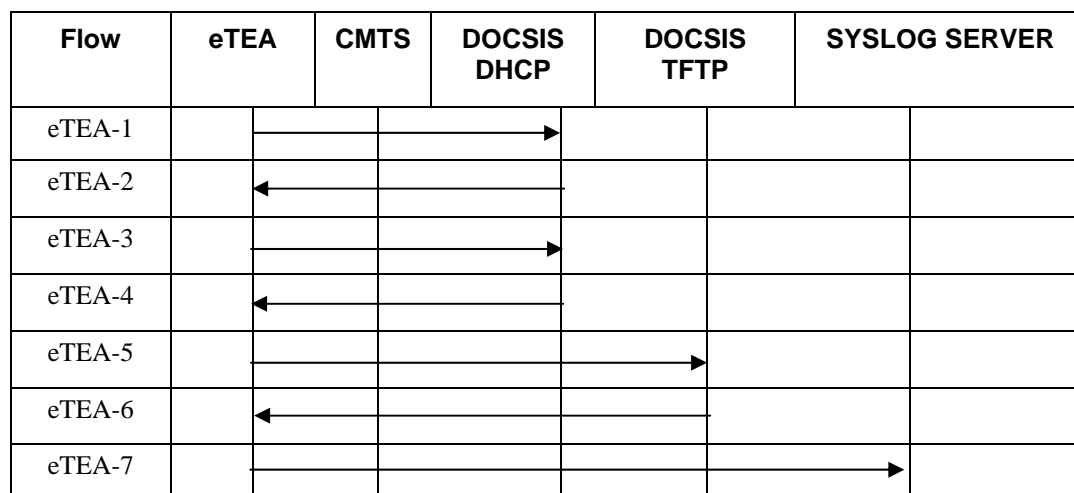 Flow eTEA CMTS DOCSIS DHCP DOCSIS TFTP SYSLOG SERVER
eTEA-1
eTEA-2
eTEA-3
eTEA-4
eTEA-5
eTEA-6
eTEA-7